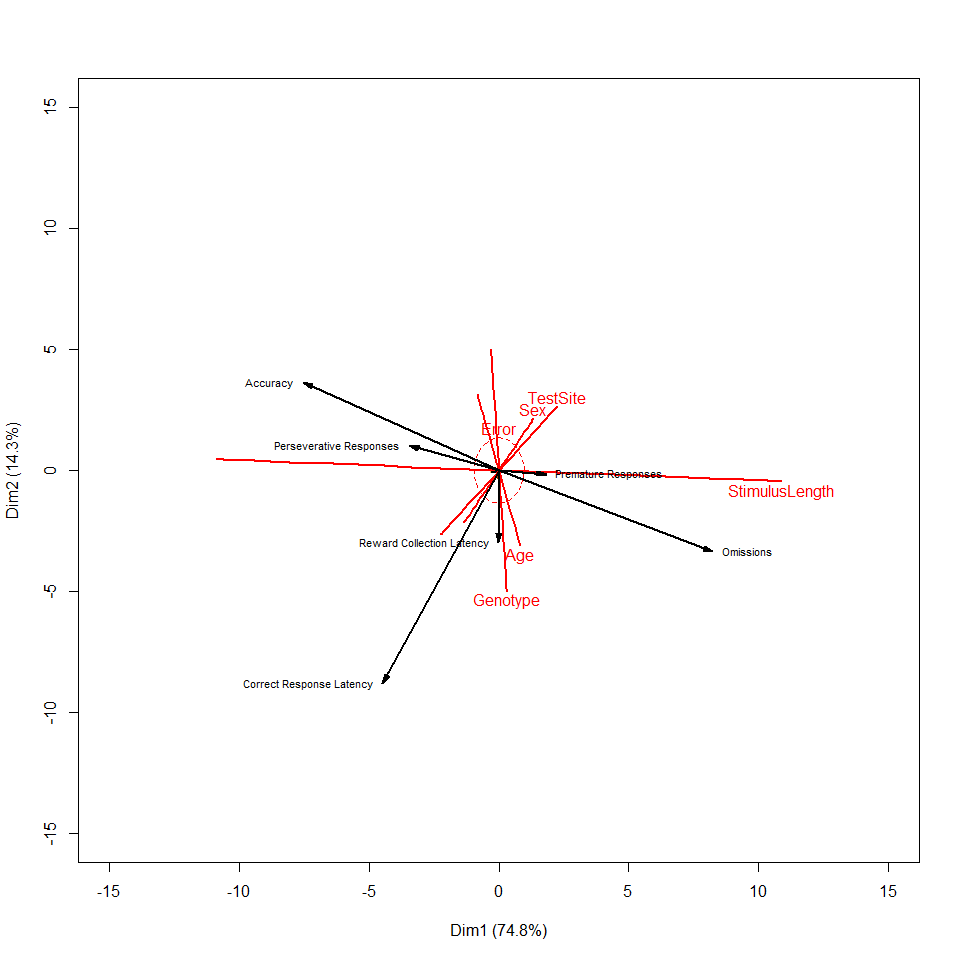 15
10
5
0
-5
-10
-15
Dim2 (14.3%)
Accuracy
TestSite
Sex
Error
Perseverative Responses
Premature Responses
StimulusLength
Reward Collection Latency
Age
Omissions
Genotype
Correct Response Latency
-15 -10 -5 0 5 10 15
Dim1 (74.8%)